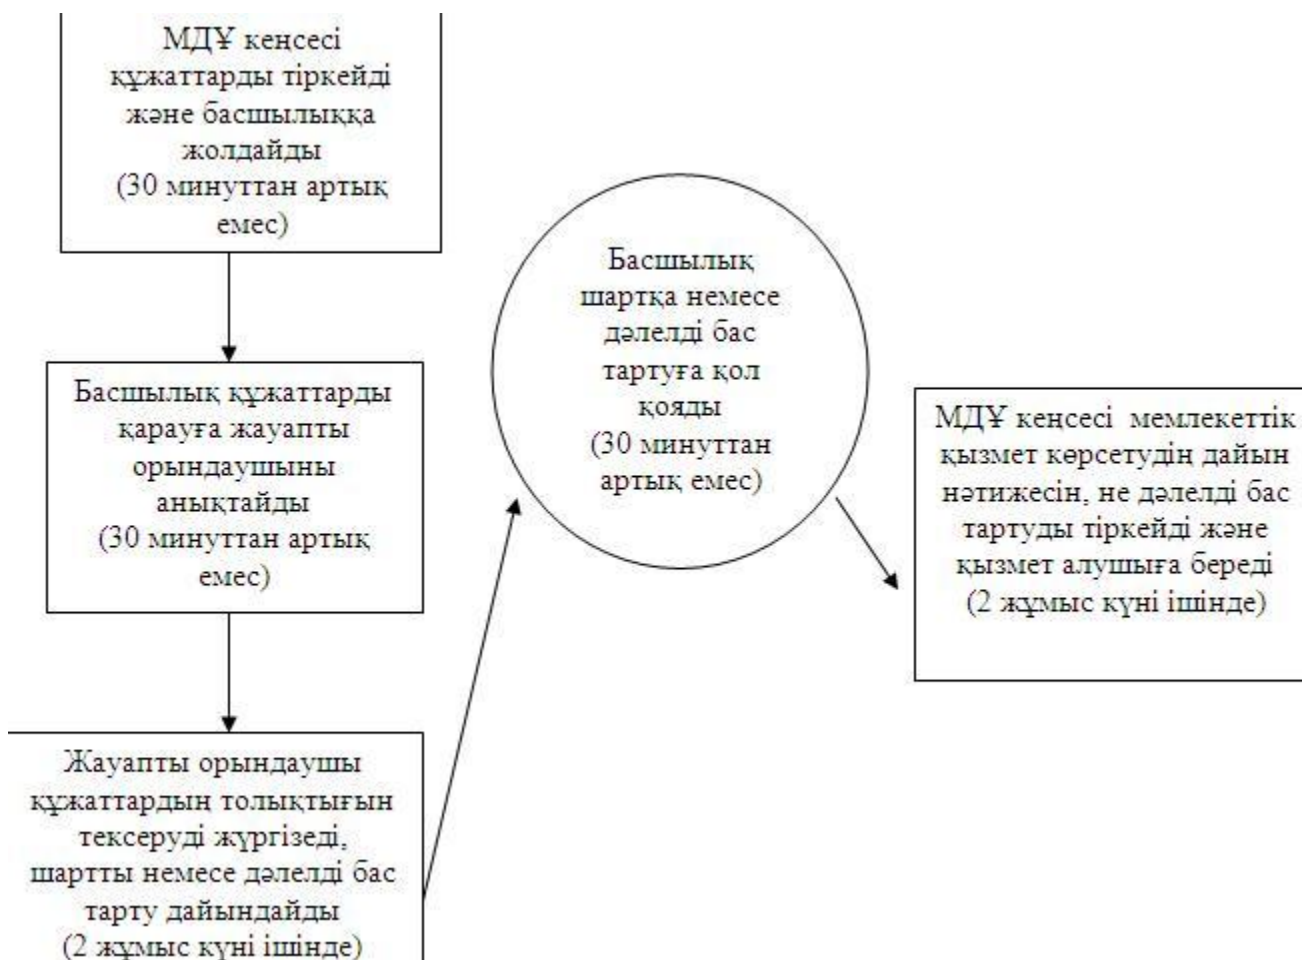 МДҰ кеңсесі
құжаттарды тіркейді
және басшылыққа
жолдайды
(30 минуттан артық
емес)
Басшылық құжаттарды
қарауға жауапты
орындаушыны
анықтайды
(30 минуттан артық
емес)
Жауапты орындаушы
құжаттардың толықтығын
тексеруді жүргізеді,
шартты немесе дәлелді бас
тарту дайындайды
(2 жұмыс күні ішінде)
Басшылық
шартқа немесе
дәлелді бас
тартуға қол
қояды
(30 минуттан
артық емес)
МДҰ кеңсесі мемлекеттік
қызмет көрсетудің дайын
нәтижесін, не дәлелді бас
тартуды тіркейді және
қызмет алушыға береді
(2 жұмыс күні ішінде)